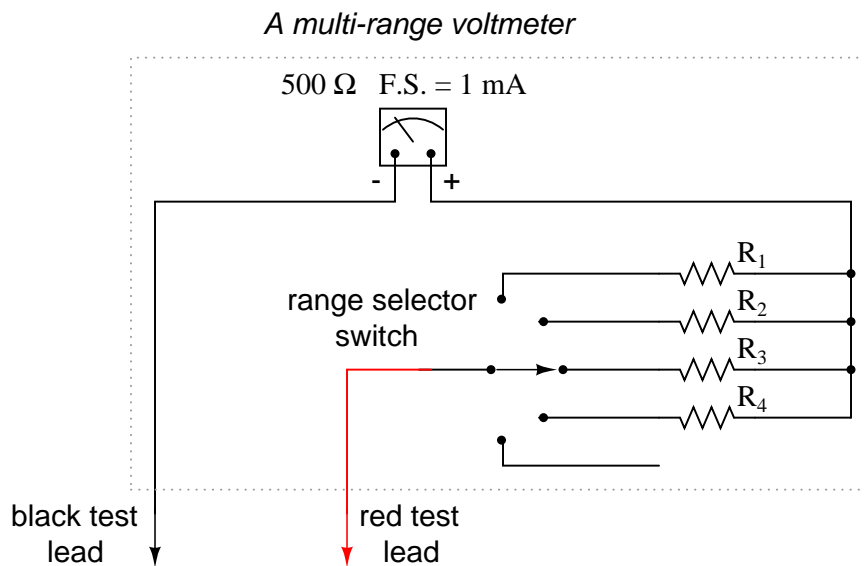 A multi-range voltmeter
500 Ω F.S. = 1 mA
- +
R1
range selector
switch
R2
R3
R4
black test
lead
red test
lead